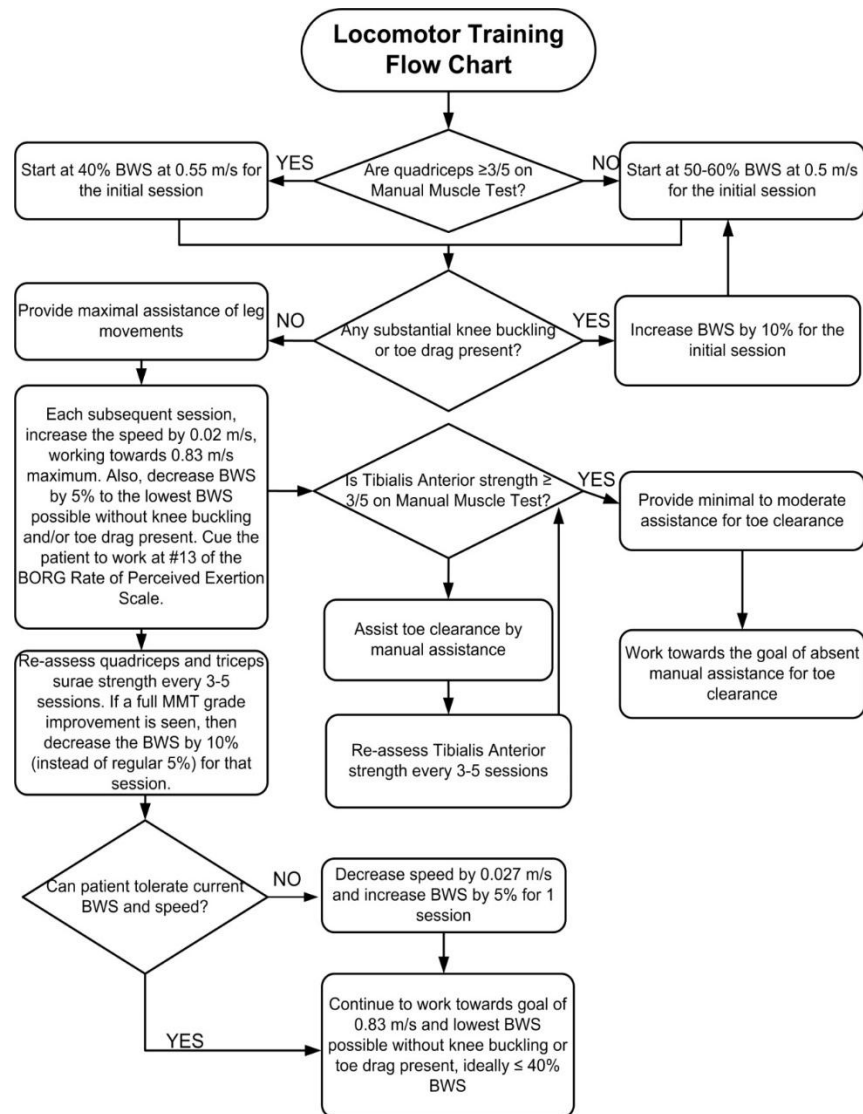 Locomotor Training
Flow Chart
Start at 40% BWS at 0.55 m/s for
the initial session
YES
Are quadriceps ≥3/5 on
Manual Muscle Test?
NO
Start at 50-60% BWS at 0.5 m/s
for the initial session
Provide maximal assistance of leg
movements
NO
Any substantial knee buckling
or toe drag present?
YES
Increase BWS by 10% for the
initial session
Each subsequent session,
increase the speed by 0.02 m/s,
working towards 0.83 m/s
maximum. Also, decrease BWS
by 5% to the lowest BWS
possible without knee buckling
and/or toe drag present. Cue the
patient to work at #13 of the
BORG Rate of Perceived Exertion
Scale.
Is Tibialis Anterior strength ≥
3/5 on Manual Muscle Test?
YES
Provide minimal to moderate
assistance for toe clearance
Assist toe clearance by
manual assistance
Work towards the goal of absent
manual assistance for toe
clearance
Re-assess quadriceps and triceps
surae strength every 3-5
sessions. If a full MMT grade
improvement is seen, then
decrease the BWS by 10%
(instead of regular 5%) for that
session.
Re-assess Tibialis Anterior
strength every 3-5 sessions
Can patient tolerate current
BWS and speed?
NO
Decrease speed by 0.027 m/s
and increase BWS by 5% for 1
session
YES
Continue to work towards goal of
0.83 m/s and lowest BWS
possible without knee buckling or
toe drag present, ideally ≤ 40%
BWS